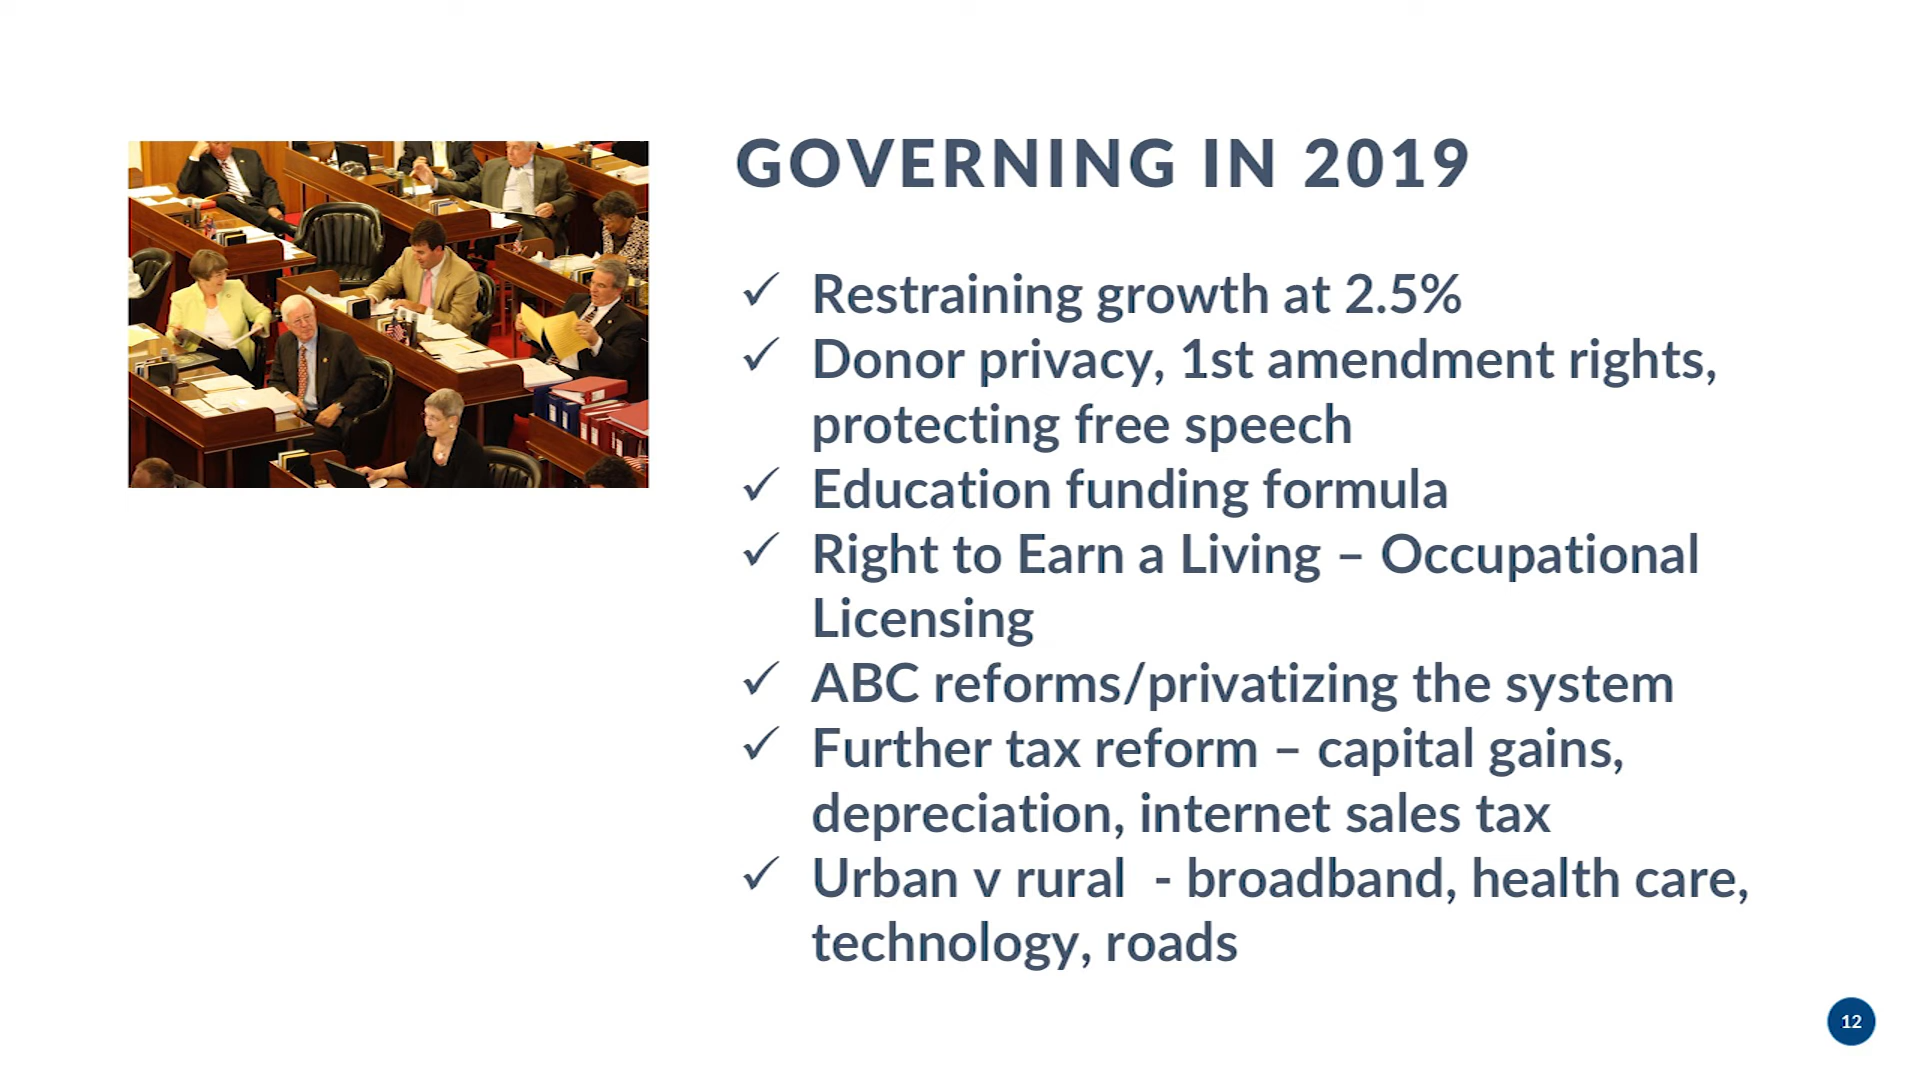 GOVERNING IN 2019
✓ Restraining growth at 2.5%
✓ Donor privacy, 1st amendment rights,
protecting free speech
✓ Education funding formula
✓ Right to Earn a Living – Occupational
Licensing
✓ ABC reforms/privatizing the system
✓ Further tax reform – capital gains,
depreciation, internet sales tax
✓ Urban v rural  - broadband, health care,
technology, roads
12